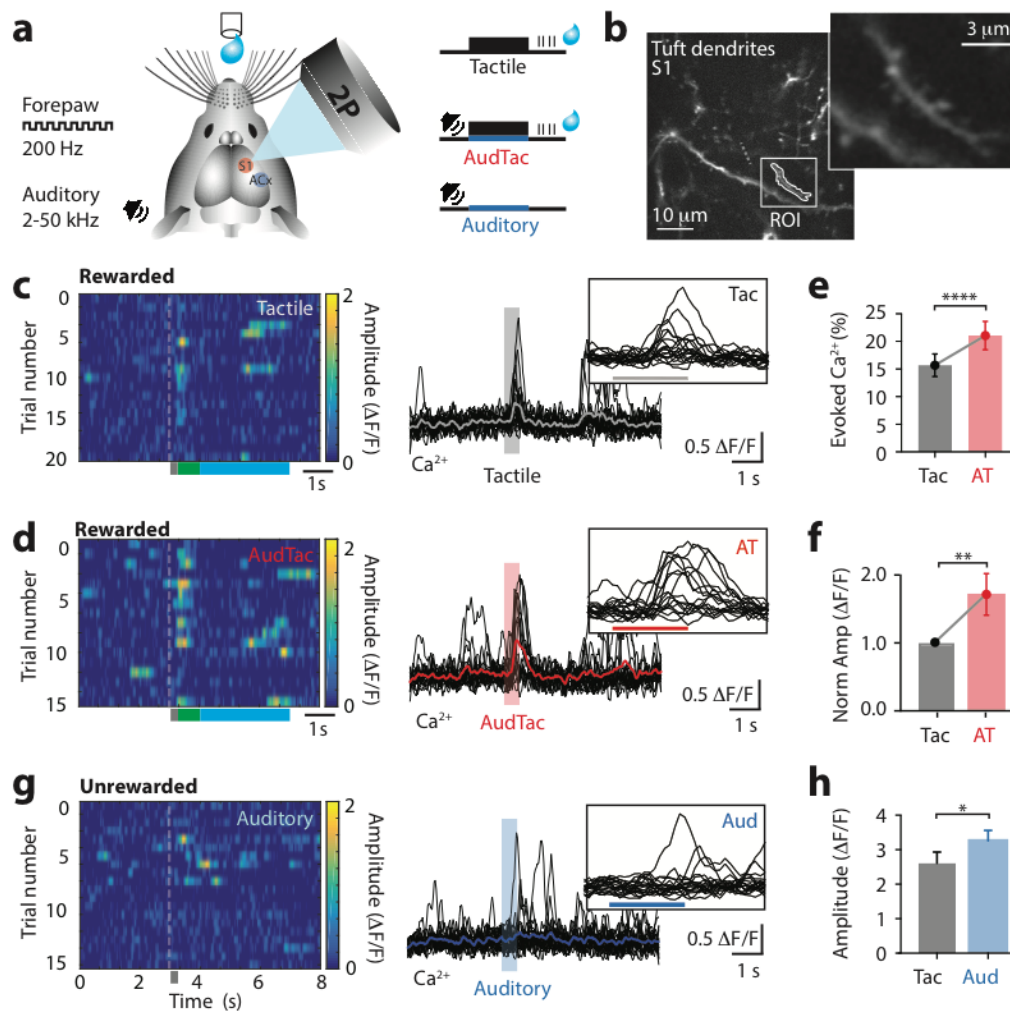 a
Forepaw
200 Hz
Auditory
2-50 kHz
2P
S1
ACx
Tactile
AudTac
Auditory
b
Tuft dendrites
S1
3 μm
10 μm
ROI
c
Rewarded
Trial number
0
5
10
15
20
Tactile
2
0
Amplitude (ΔF/F)
1s
Tac
Ca²⁺
Tactile
0.5 ΔF/F
1 s
e
****
Evoked Ca²⁺(%)
25
20
15
10
5
0
Tac
AT
d
Rewarded
Trial number
0
5
10
15
AudTac
2
0
Amplitude (ΔF/F)
1s
AT
Ca²⁺
AudTac
0.5 ΔF/F
1 s
f
**
Norm Amp (ΔF/F)
2.0
1.0
0.0
Tac
AT
g
Unrewarded
Trial number
0
5
10
15
Auditory
2
0
Amplitude (ΔF/F)
0 2 4 6 8
Time (s)
Aud
Ca²⁺
Auditory
0.5 ΔF/F
1 s
h
*
Amplitude (ΔF/F)
4
3
2
1
0
Tac
Aud